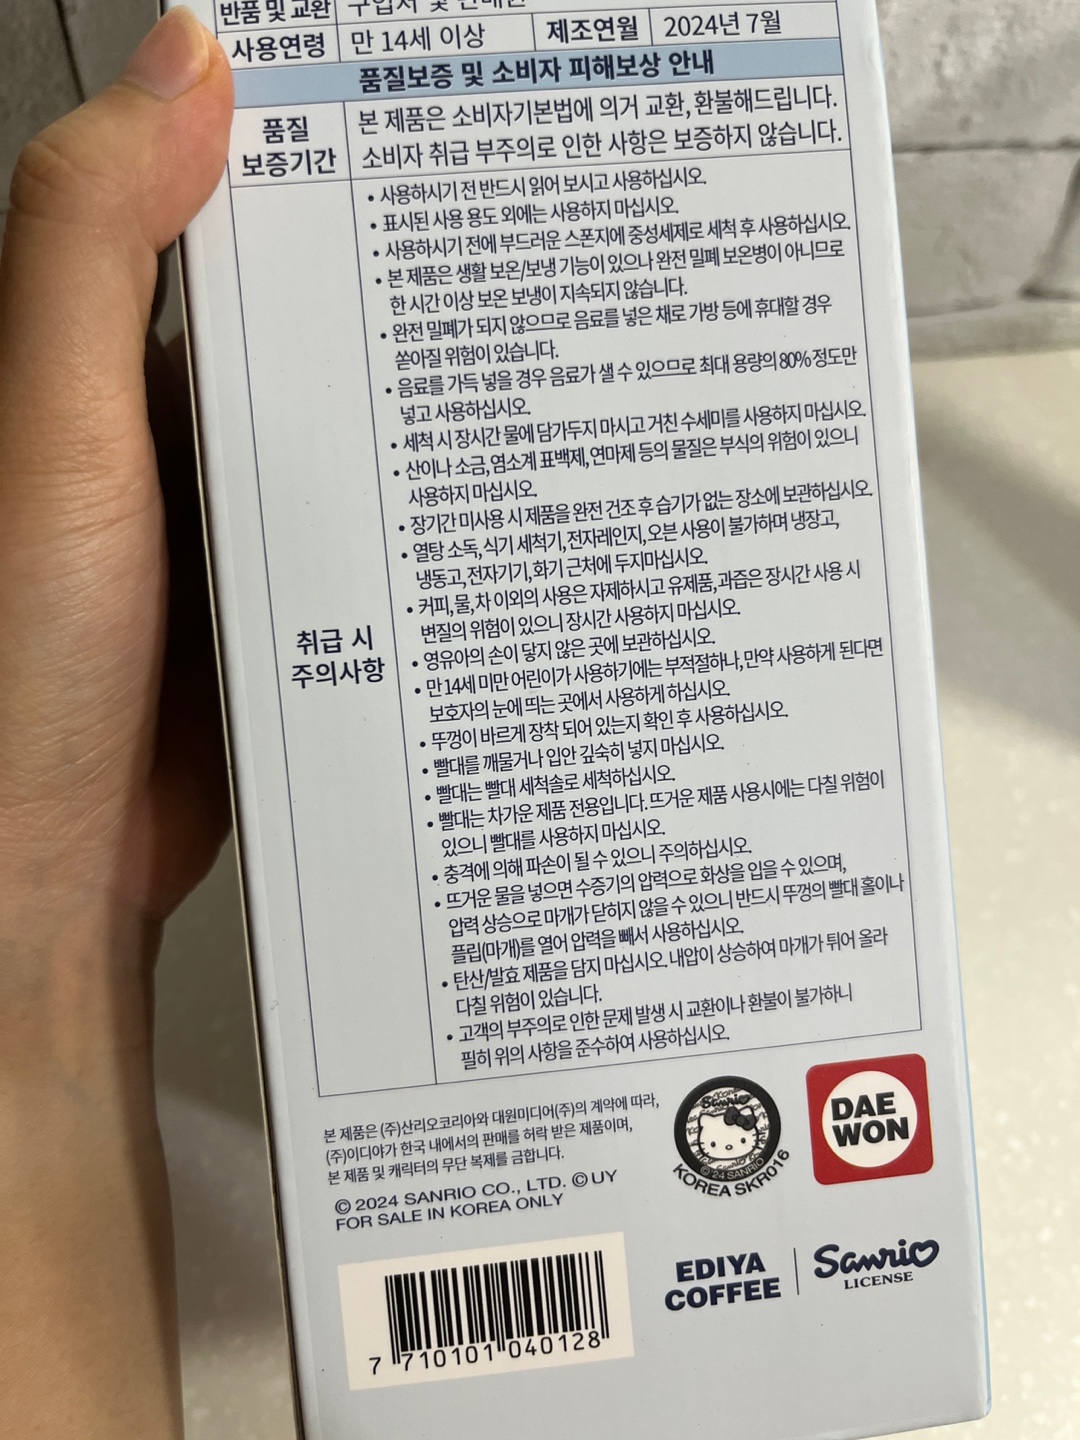 반품 및 교환 구입처 및 판매원
사용연령 만 14세 이상 제조연월 2024년 7월
품질보증 및 소비자 피해보상 안내
품질
보증기간
본 제품은 소비자기본법에 의거 교환, 환불해드립니다.
소비자 취급 부주의로 인한 사항은 보증하지 않습니다.
취급 시
주의사항
• 사용하시기 전 반드시 읽어 보시고 사용하십시오.
• 표시된 사용 용도 외에는 사용하지 마십시오.
• 사용하시기 전에 부드러운 스폰지에 중성세제로 세척 후 사용하십시오.
• 본 제품은 생활 보온/보냉 기능이 있으나 완전 밀폐 보온병이 아니므로
한 시간 이상 보온 보냉이 지속되지 않습니다.
• 완전 밀폐가 되지 않으므로 음료를 넣은 채로 가방 등에 휴대할 경우
쏟아질 위험이 있습니다.
• 음료를 가득 넣을 경우 음료가 샐 수 있으므로 최대 용량의 80% 정도만
넣고 사용하십시오.
• 세척 시 장시간 물에 담가두지 마시고 거친 수세미를 사용하지 마십시오.
• 산이나 소금, 염소계 표백제, 연마제 등의 물질은 부식의 위험이 있으니
사용하지 마십시오.
• 장기간 미사용 시 제품을 완전 건조 후 습기가 없는 장소에 보관하십시오.
• 열탕 소독, 식기 세척기, 전자레인지, 오븐 사용이 불가하며 냉장고,
냉동고, 전자기기, 화기 근처에 두지마십시오.
• 커피, 물, 차 이외의 사용은 자제하시고 유제품, 과즙은 장시간 사용 시
변질의 위험이 있으니 장시간 사용하지 마십시오.
• 영유아의 손이 닿지 않은 곳에 보관하십시오.
• 만 14세 미만 어린이가 사용하기에는 부적절하나, 만약 사용하게 된다면
보호자의 눈에 띄는 곳에서 사용하게 하십시오.
• 뚜껑이 바르게 장착 되어 있는지 확인 후 사용하십시오.
• 빨대를 깨물거나 입안 깊숙히 넣지 마십시오.
• 빨대는 빨대 세척솔로 세척하십시오.
• 빨대는 차가운 제품 전용입니다. 뜨거운 제품 사용시에는 다칠 위험이
있으니 빨대를 사용하지 마십시오.
• 충격에 의해 파손이 될 수 있으니 주의하십시오.
• 뜨거운 물을 넣으면 수증기의 압력으로 화상을 입을 수 있으며,
압력 상승으로 마개가 닫히지 않을 수 있으니 반드시 뚜껑의 빨대 홀이나
플립(마개)를 열어 압력을 빼서 사용하십시오.
• 탄산/발효 제품을 담지 마십시오. 내압이 상승하여 마개가 튀어 올라
다칠 위험이 있습니다.
• 고객의 부주의로 인한 문제 발생 시 교환이나 환불이 불가하니
필히 위의 사항을 준수하여 사용하십시오.
본 제품은 (주)산리오코리아와 대원미디어(주)의 계약에 따라,
(주)이디야가 한국 내에서의 판매를 허락 받은 제품이며,
본 제품 및 캐릭터의 무단 복제를 금합니다.
© 2024 SANRIO CO., LTD. Ⓒ UY
FOR SALE IN KOREA ONLY
Sanrio
© '24 SANRIO
KOREA SKR016
DAE
WON
7 710101 040128
EDIYA
COFFEE
Sanrio
LICENSE